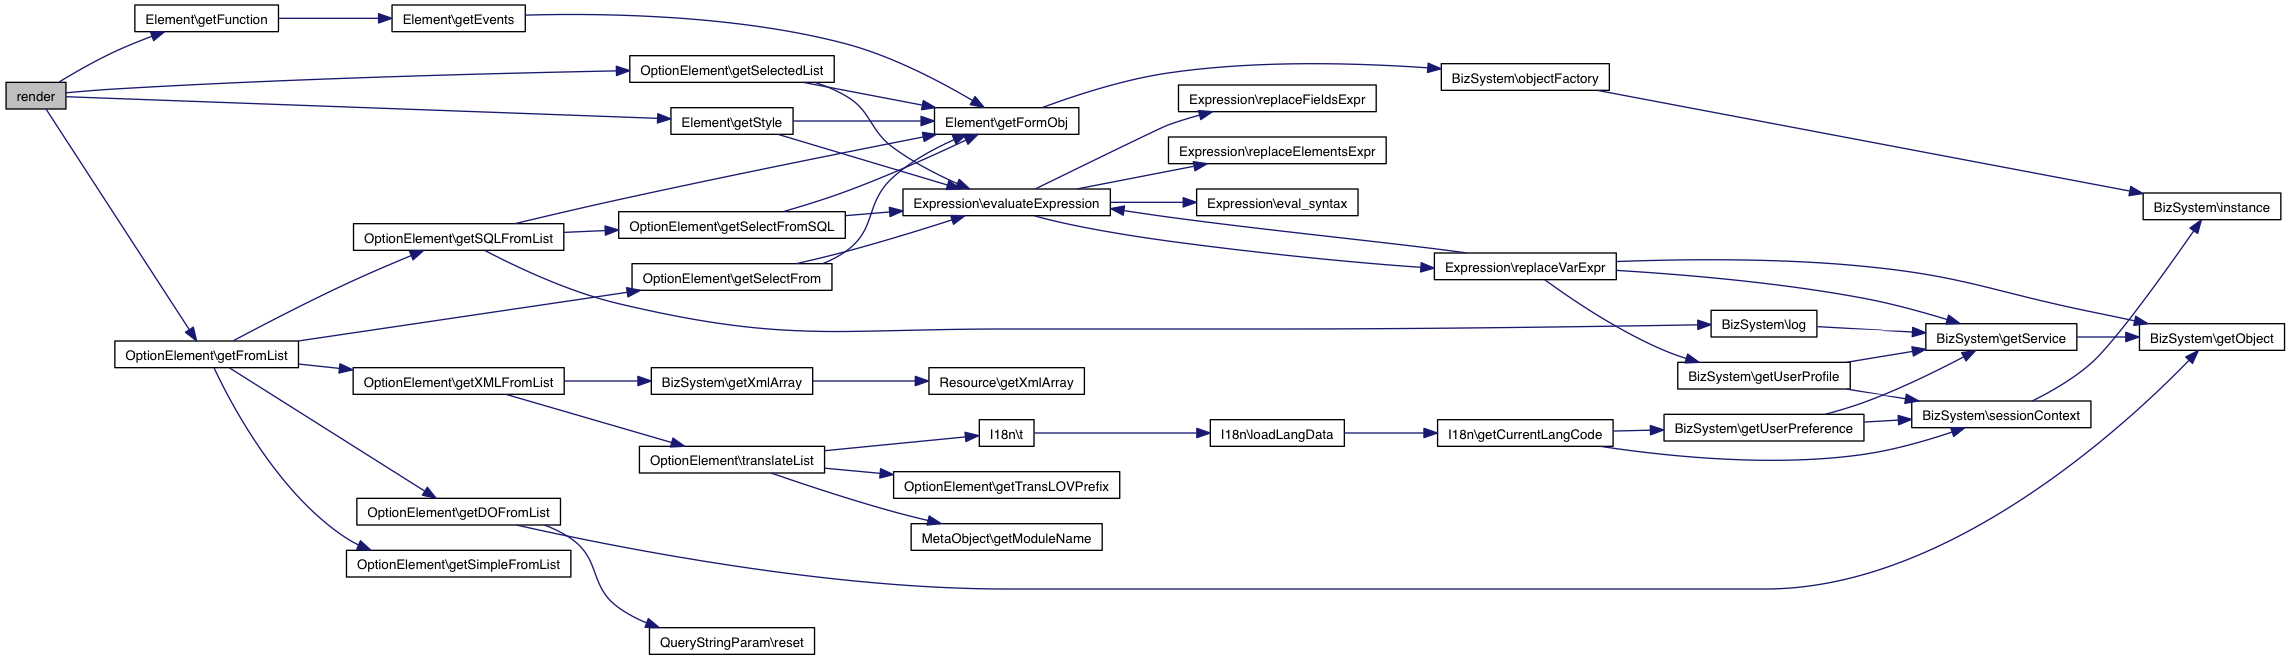 render
Element\getFunction
Element\getEvents
OptionElement\getSelectedList
Element\getStyle
Element\getFormObj
BizSystem\objectFactory
Expression\replaceFieldsExpr
Expression\replaceElementsExpr
Expression\evaluateExpression
Expression\eval_syntax
BizSystem\instance
OptionElement\getSQLFromList
OptionElement\getSelectFromSQL
OptionElement\getSelectFrom
Expression\replaceVarExpr
BizSystem\log
BizSystem\getService
BizSystem\getObject
OptionElement\getFromList
OptionElement\getXMLFromList
BizSystem\getXmlArray
Resource\getXmlArray
BizSystem\getUserProfile
BizSystem\sessionContext
I18n\t
I18n\loadLangData
I18n\getCurrentLangCode
BizSystem\getUserPreference
OptionElement\translateList
OptionElement\getTransLOVPrefix
MetaObject\getModuleName
OptionElement\getDOFromList
OptionElement\getSimpleFromList
QueryStringParam\reset